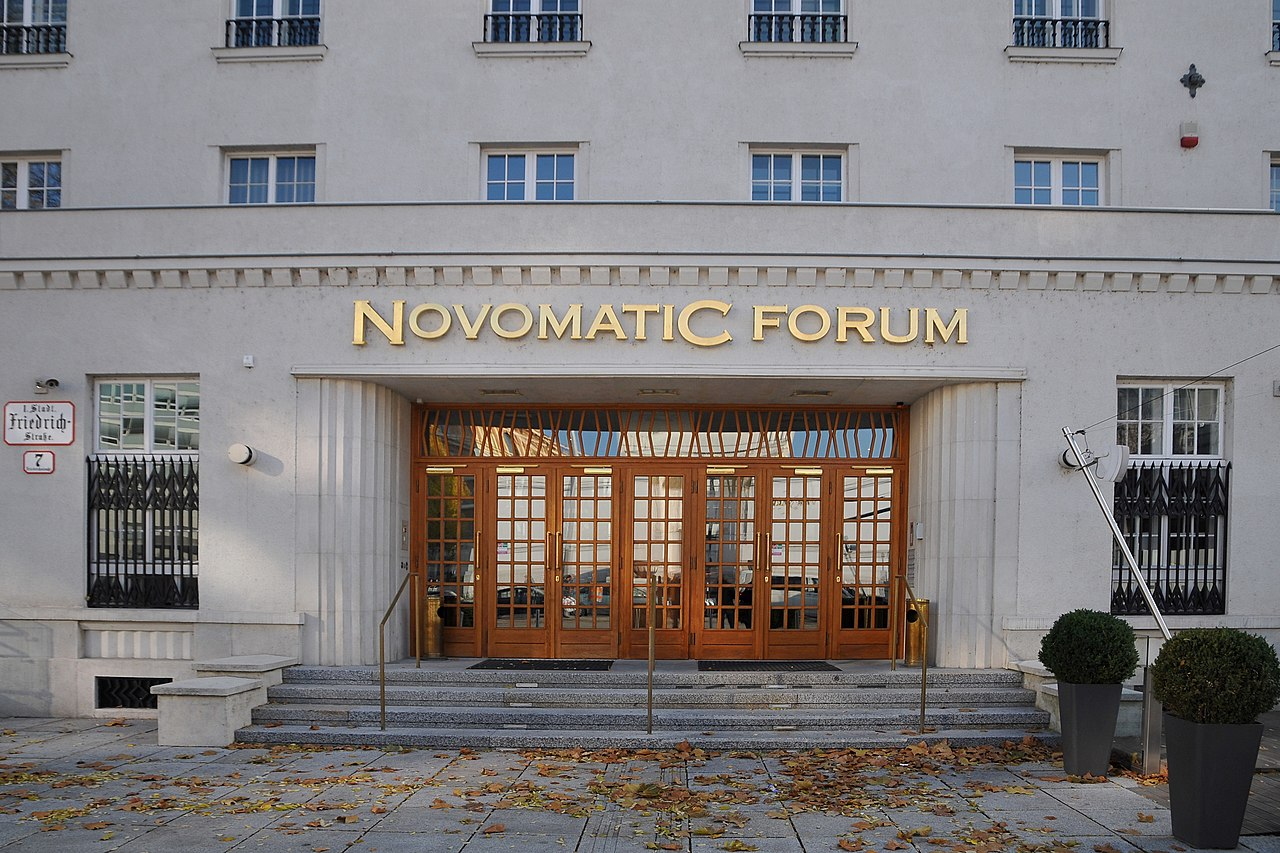 NOVOMATIC FORUM
I. Stadt.
Friedrich-
Straße.
7